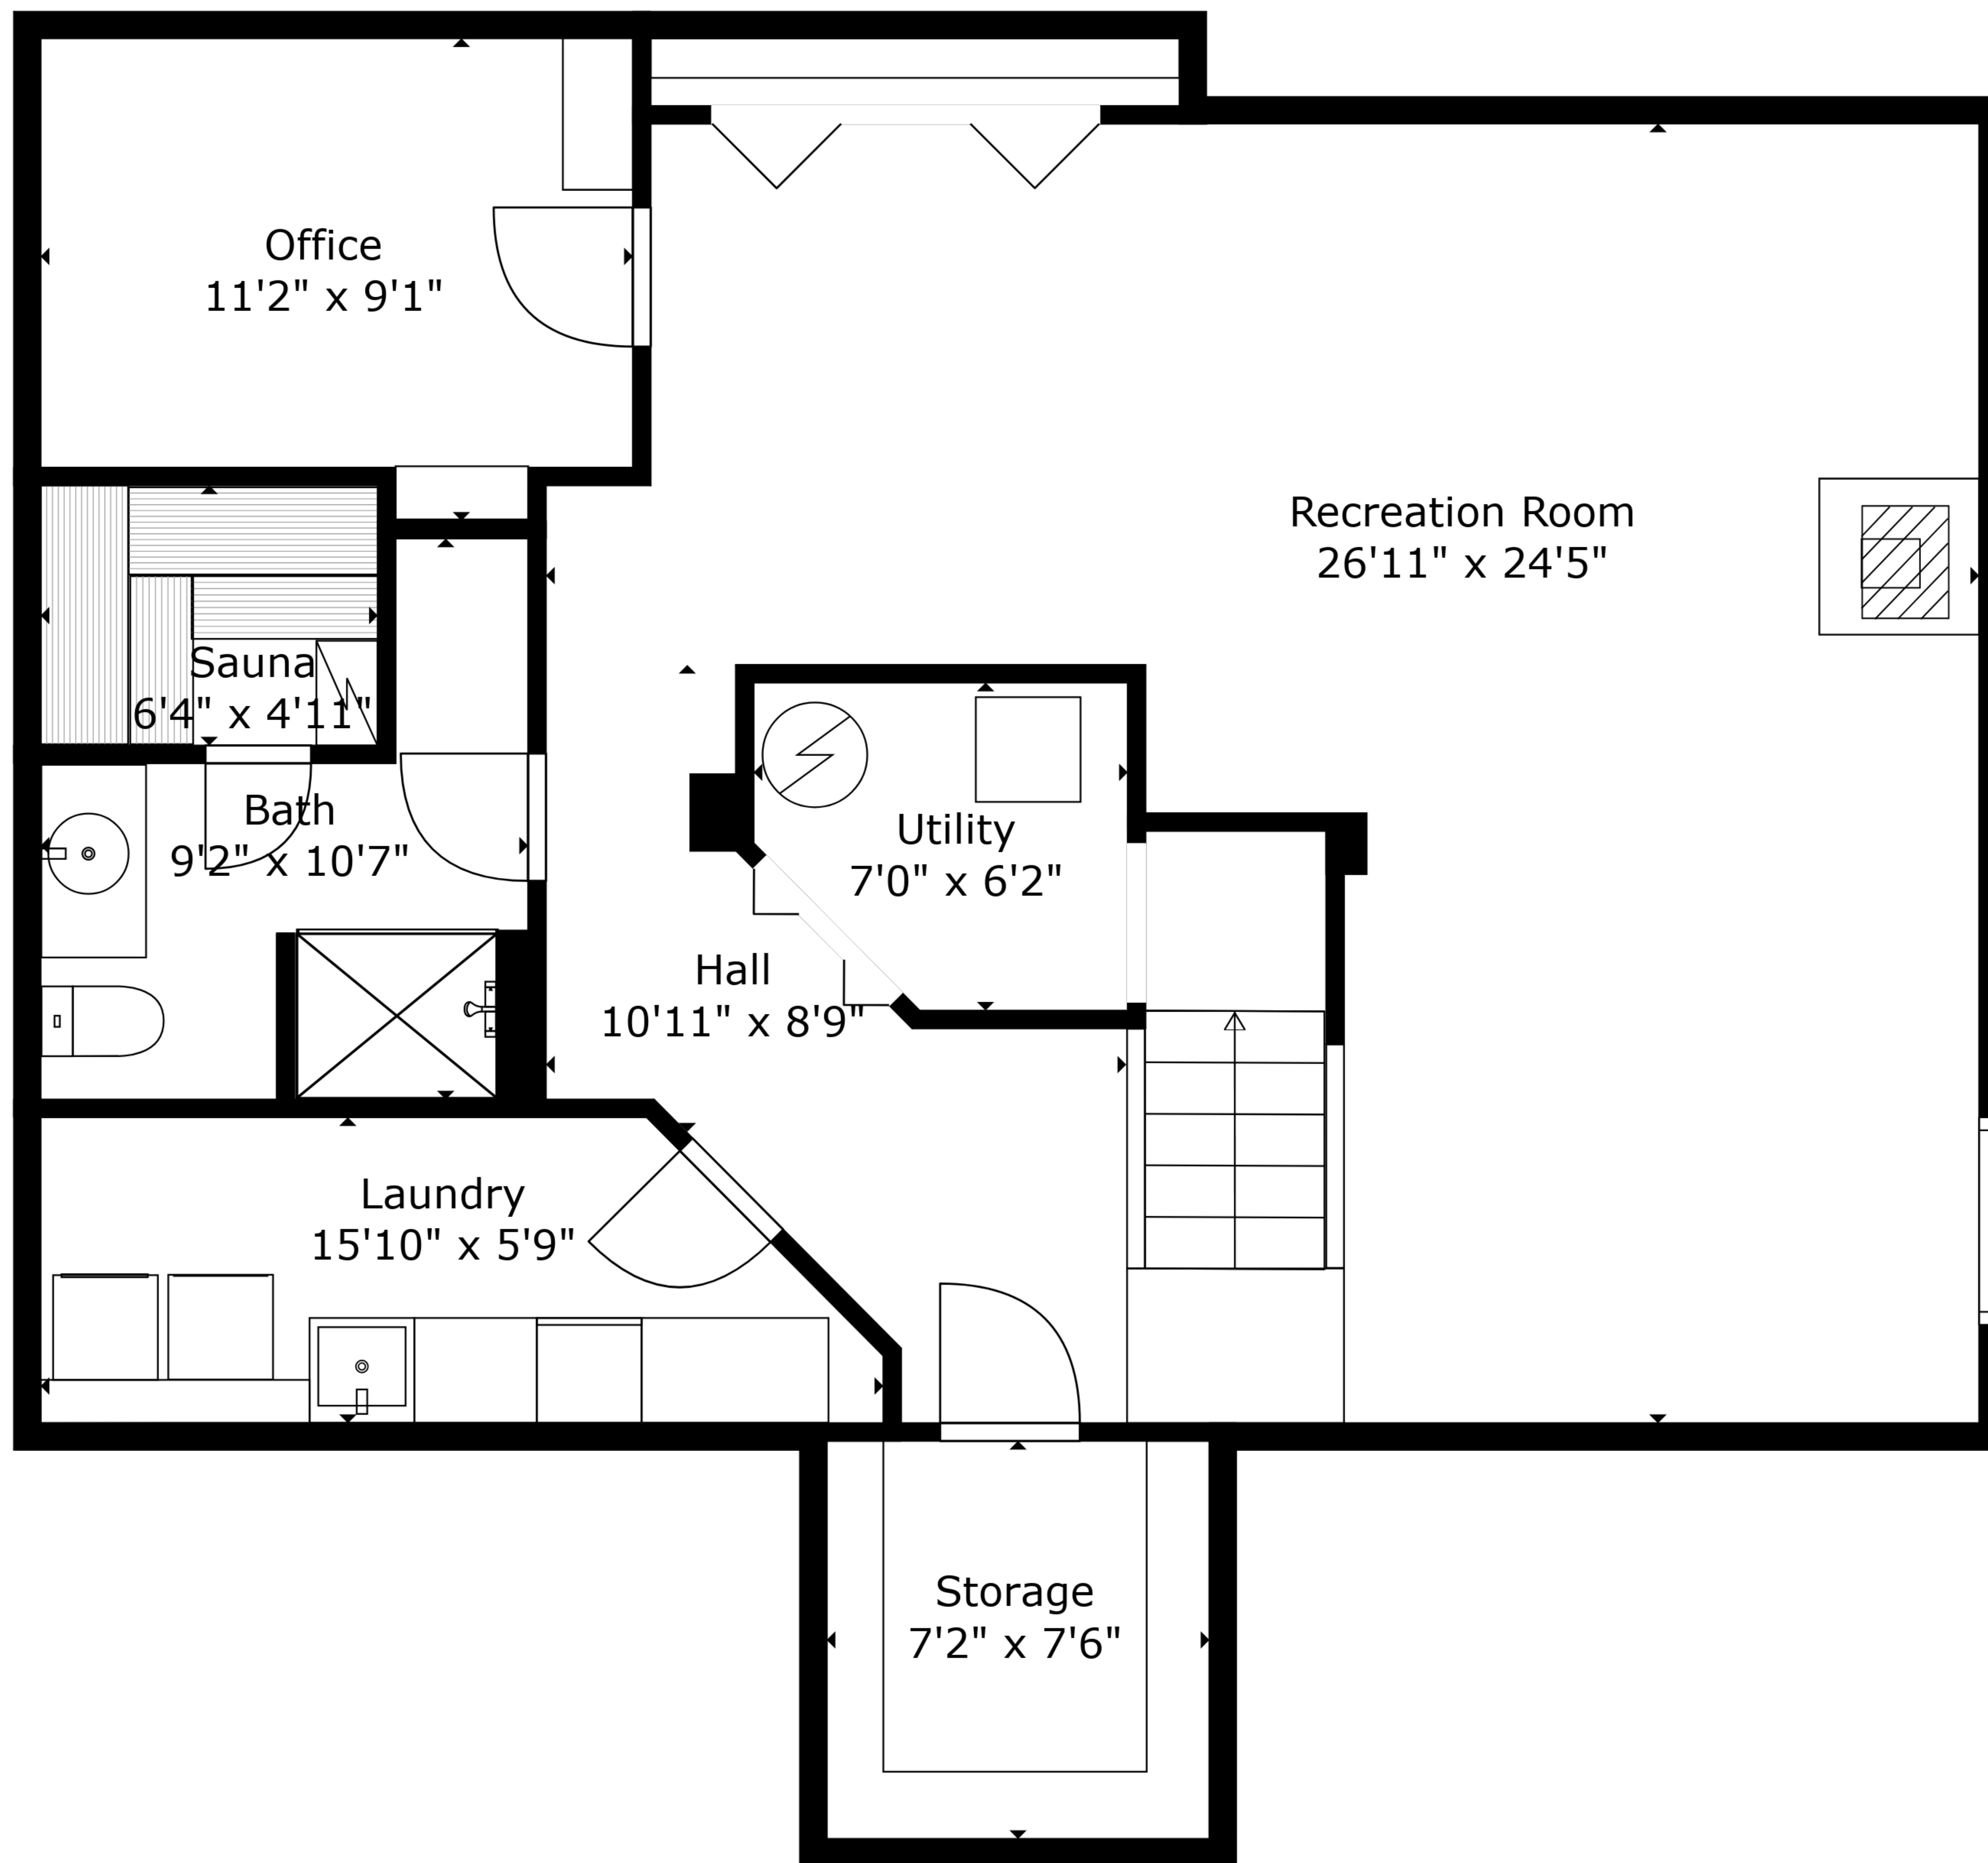 Office
11'2" x 9'1"
Recreation Room
26'11" x 24'5"
Sauna
6'4" x 4'11"
Bath
9'2" x 10'7"
Utility
7'0" x 6'2"
Hall
10'11" x 8'9"
Laundry
15'10" x 5'9"
Storage
7'2" x 7'6"